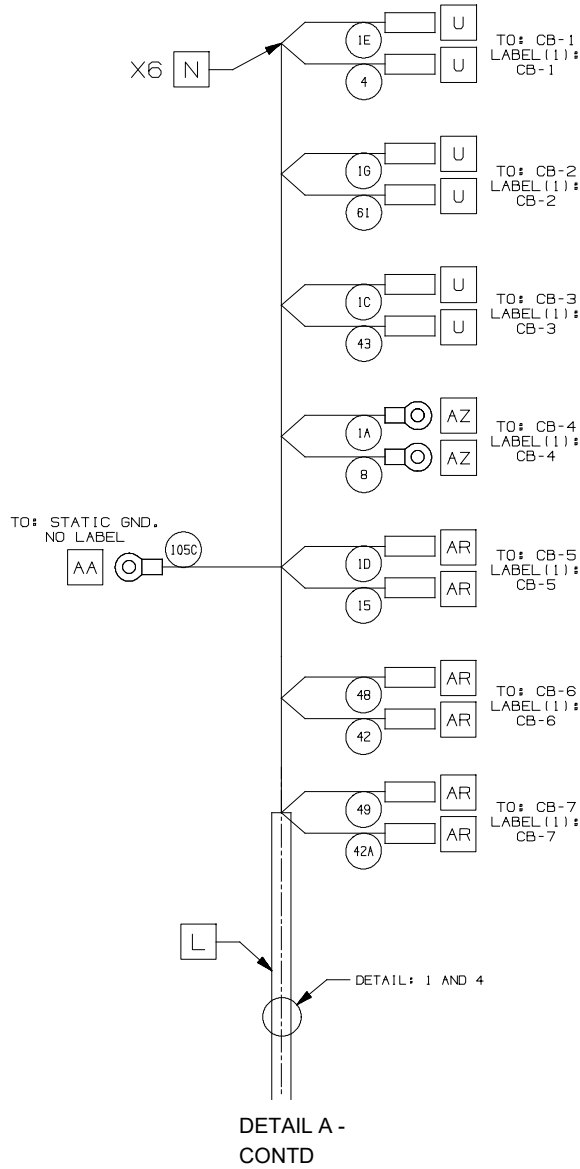 1E
U
TO: CB-1
LABEL(1):
CB-1
X6 N
4
U
1G
U
TO: CB-2
LABEL(1):
CB-2
61
U
1C
U
TO: CB-3
LABEL(1):
CB-3
43
U
1A
AZ
TO: CB-4
LABEL(1):
CB-4
8
AZ
TO: STATIC GND.
NO LABEL
AA
105C
1D
AR
TO: CB-5
LABEL(1):
CB-5
15
AR
48
AR
TO: CB-6
LABEL(1):
CB-6
42
AR
49
AR
TO: CB-7
LABEL(1):
CB-7
42A
AR
L
DETAIL: 1 AND 4
DETAIL A -
CONTD